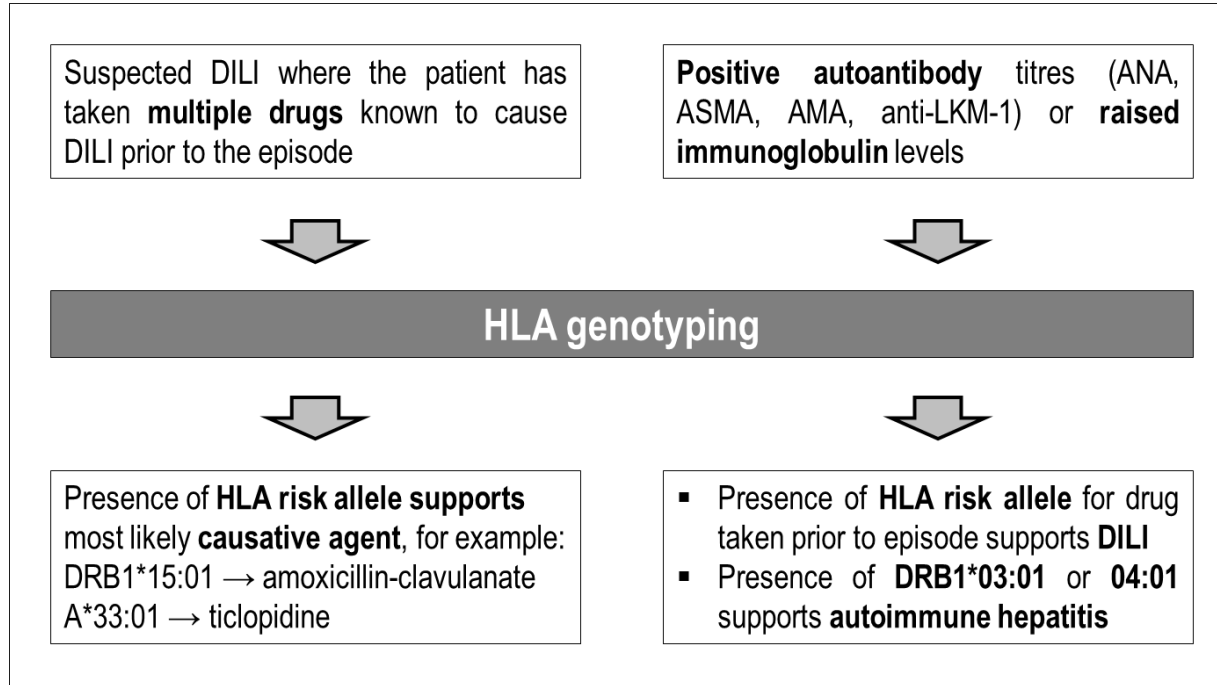 Suspected DILI where the patient has
taken multiple drugs known to cause
DILI prior to the episode
Positive autoantibody titres (ANA,
ASMA, AMA, anti-LKM-1) or raised
immunoglobulin levels
HLA genotyping
Presence of HLA risk allele supports
most likely causative agent, for example:
DRB1*15:01 → amoxicillin-clavulanate
A*33:01 → ticlopidine
▪ Presence of HLA risk allele for drug
taken prior to episode supports DILI
▪ Presence of DRB1*03:01 or 04:01
supports autoimmune hepatitis